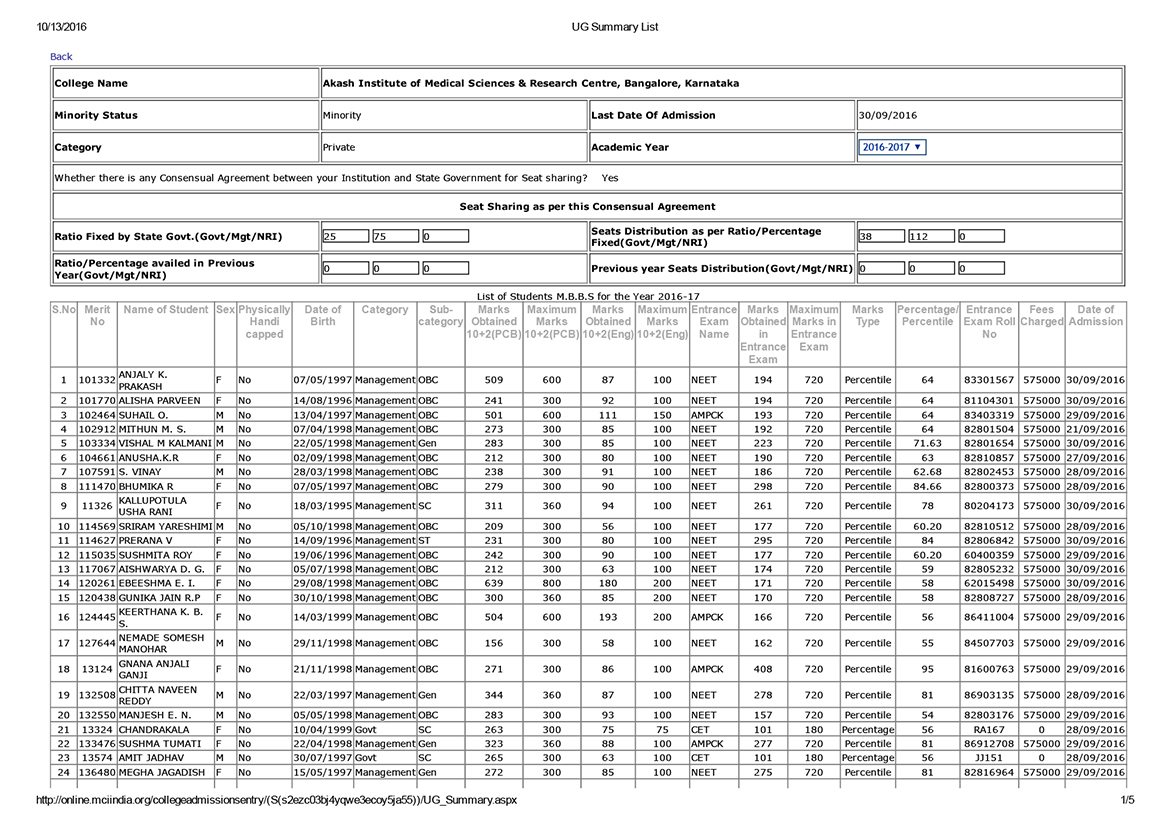 10/13/2016 UG Summary List
Back
College Name Akash Institute of Medical Sciences & Research Centre, Bangalore, Karnataka
Minority Status Minority Last Date Of Admission 30/09/2016
Category Private Academic Year 2016-2017 ▼
Whether there is any Consensual Agreement between your Institution and State Government for Seat sharing? Yes
Seat Sharing as per this Consensual Agreement
Ratio Fixed by State Govt.(Govt/Mgt/NRI) 25 75 0 Seats Distribution as per Ratio/Percentage Fixed(Govt/Mgt/NRI) 38 112 0
Ratio/Percentage availed in Previous Year(Govt/Mgt/NRI) 0 0 0 Previous year Seats Distribution(Govt/Mgt/NRI) 0 0 0
List of Students M.B.B.S for the Year 2016-17
S.No Merit No Name of Student Sex Physically Handi capped Date of Birth Category Sub-category Marks Obtained 10+2(PCB) Maximum Marks 10+2(PCB) Marks Obtained 10+2(Eng) Maximum Marks 10+2(Eng) Entrance Exam Name Marks Obtained in Entrance Exam Maximum Marks in Entrance Exam Marks Type Percentage/ Percentile Entrance Exam Roll No Fees Charged Date of Admission
1 101332 ANJALY K. PRAKASH F No 07/05/1997 Management OBC 509 600 87 100 NEET 194 720 Percentile 64 83301567 575000 30/09/2016
2 101770 ALISHA PARVEEN F No 14/08/1996 Management OBC 241 300 92 100 NEET 194 720 Percentile 64 81104301 575000 30/09/2016
3 102464 SUHAIL O. M No 13/04/1997 Management OBC 501 600 111 150 AMPCK 193 720 Percentile 64 83403319 575000 29/09/2016
4 102912 MITHUN M. S. M No 07/04/1998 Management OBC 273 300 85 100 NEET 192 720 Percentile 64 82801504 575000 21/09/2016
5 103334 VISHAL M KALMANI M No 22/05/1998 Management Gen 283 300 85 100 NEET 223 720 Percentile 71.63 82801654 575000 30/09/2016
6 104661 ANUSHA.K.R F No 02/09/1998 Management OBC 212 300 80 100 NEET 190 720 Percentile 63 82810857 575000 27/09/2016
7 107591 S. VINAY M No 28/03/1998 Management OBC 238 300 91 100 NEET 186 720 Percentile 62.68 82802453 575000 28/09/2016
8 111470 BHUMIKA R F No 07/05/1997 Management OBC 279 300 90 100 NEET 298 720 Percentile 84.66 82800373 575000 28/09/2016
9 11326 KALLUPOTULA USHA RANI F No 18/03/1995 Management SC 311 360 94 100 NEET 261 720 Percentile 78 80204173 575000 30/09/2016
10 114569 SRIRAM YARESHIMI M No 05/10/1998 Management OBC 209 300 56 100 NEET 177 720 Percentile 60.20 82810512 575000 28/09/2016
11 114627 PRERANA V F No 14/09/1996 Management ST 231 300 80 100 NEET 295 720 Percentile 84 82806842 575000 30/09/2016
12 115035 SUSHMITA ROY F No 19/06/1996 Management OBC 242 300 90 100 NEET 177 720 Percentile 60.20 60400359 575000 29/09/2016
13 117067 AISHWARYA D. G. F No 05/07/1998 Management OBC 212 300 63 100 NEET 174 720 Percentile 59 82805232 575000 30/09/2016
14 120261 EBEESHMA E. I. F No 29/08/1998 Management OBC 639 800 180 200 NEET 171 720 Percentile 58 62015498 575000 30/09/2016
15 120438 GUNIKA JAIN R.P F No 30/10/1998 Management OBC 300 360 85 200 NEET 170 720 Percentile 58 82808727 575000 28/09/2016
16 124445 KEERTHANA K. B. S. F No 14/03/1999 Management OBC 504 600 193 200 AMPCK 166 720 Percentile 56 86411004 575000 29/09/2016
17 127644 NEMADE SOMESH MANOHAR M No 29/11/1998 Management OBC 156 300 58 100 NEET 162 720 Percentile 55 84507703 575000 29/09/2016
18 13124 GNANA ANJALI GANJI F No 21/11/1998 Management OBC 271 300 86 100 AMPCK 408 720 Percentile 95 81600763 575000 29/09/2016
19 132508 CHITTA NAVEEN REDDY M No 22/03/1997 Management Gen 344 360 87 100 NEET 278 720 Percentile 81 86903135 575000 28/09/2016
20 132550 MANJESH E. N. M No 05/05/1998 Management OBC 283 300 93 100 NEET 157 720 Percentile 54 82803176 575000 29/09/2016
21 13324 CHANDRAKALA F No 10/04/1999 Govt SC 263 300 75 75 CET 101 180 Percentage 56 RA167 0 28/09/2016
22 133476 SUSHMA TUMATI F No 22/04/1998 Management Gen 323 360 88 100 AMPCK 277 720 Percentile 81 86912708 575000 29/09/2016
23 13574 AMIT JADHAV M No 30/07/1997 Govt SC 265 300 63 100 CET 101 180 Percentage 56 JJ151 0 28/09/2016
24 136480 MEGHA JAGADISH F No 15/05/1997 Management Gen 272 300 85 100 NEET 275 720 Percentile 81 82816964 575000 29/09/2016
http://online.mciindia.org/collegeadmissionsentry/(S(s2ezc03bj4yqwe3ecoy5ja55))/UG_Summary.aspx 1/5